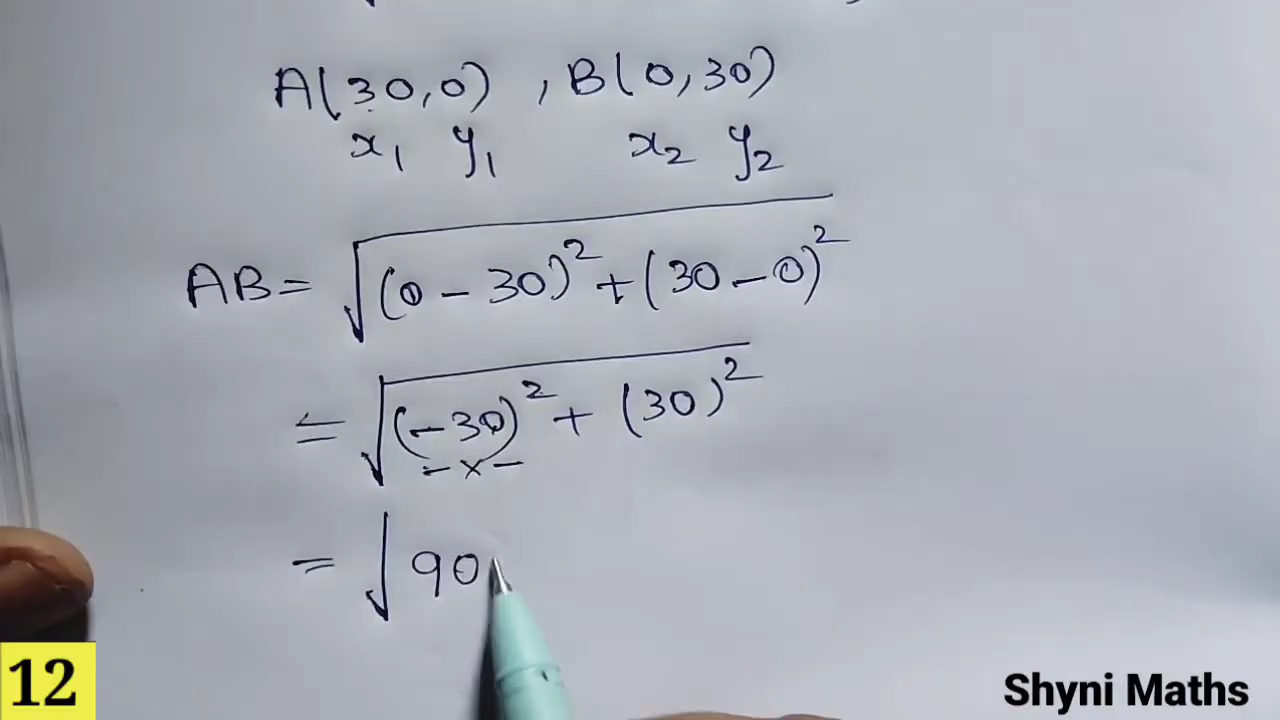 A(30,0) , B(0,30)
x₁ y₁ x₂ y₂
AB = √((0 - 30)² + (30 - 0)²)
= √((-30)² + (30)²)
- x -
= √90
12
Shyni Maths